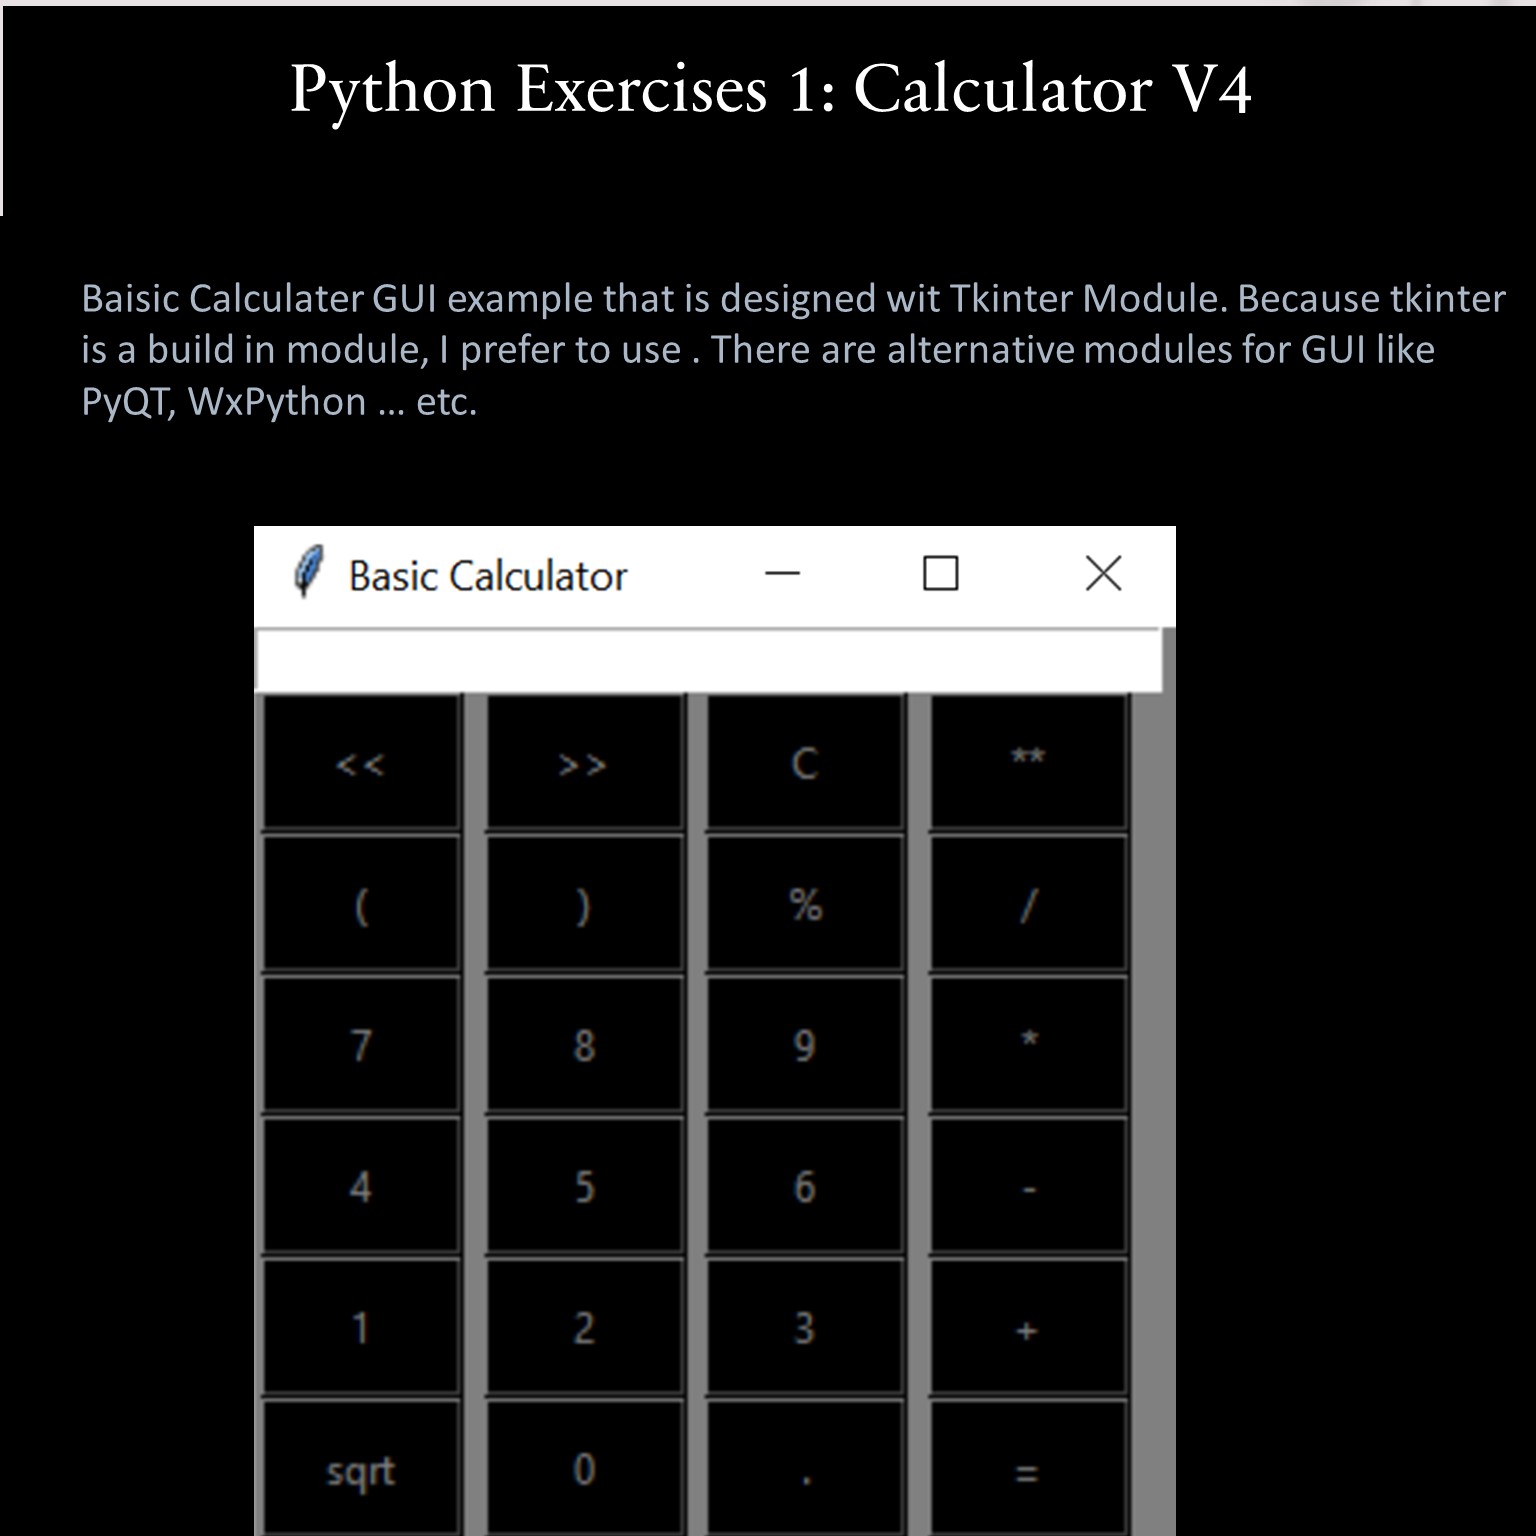 Python Exercises 1: Calculator V4
Baisic Calculater GUI example that is designed wit Tkinter Module. Because tkinter
is a build in module, I prefer to use . There are alternative modules for GUI like
PyQT, WxPython ... etc.
Basic Calculator
<< >> C **
( ) % /
7 8 9 *
4 5 6 -
1 2 3 +
sqrt 0 . =